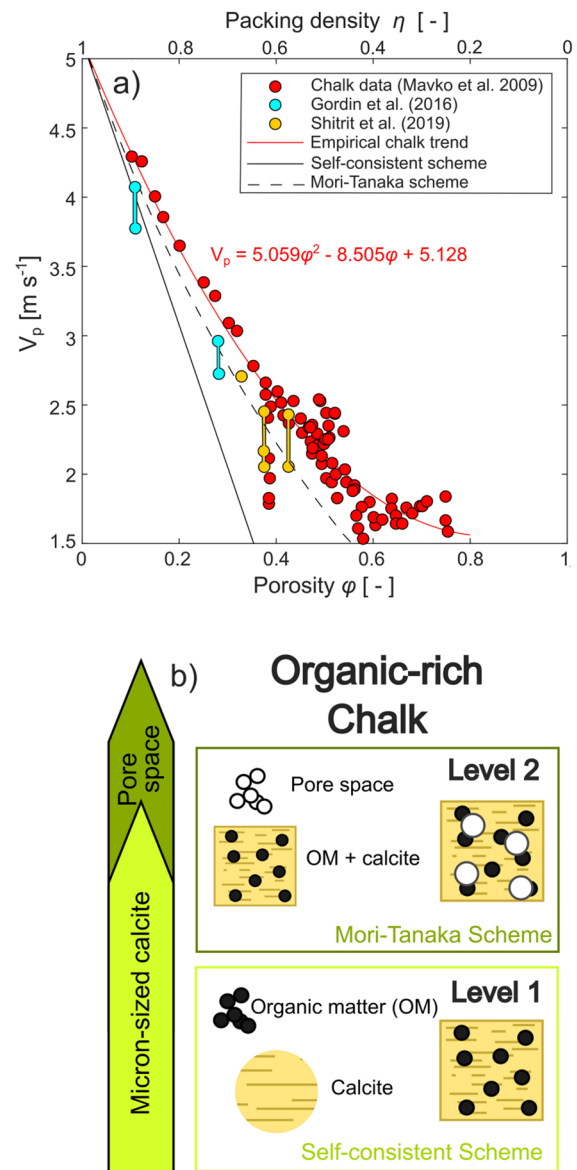 Packing density η [ - ]
1 0.8 0.6 0.4 0.2 0
a)
Chalk data (Mavko et al. 2009)
Gordin et al. (2016)
Shitrit et al. (2019)
Empirical chalk trend
Self-consistent scheme
Mori-Tanaka scheme
Vp = 5.059φ² - 8.505φ + 5.128
Vp [m s⁻¹]
5
4.5
4
3.5
3
2.5
2
1.5
0 0.2 0.4 0.6 0.8 1
Porosity φ [ - ]
b)
Organic-rich
Chalk
Pore
space
Micron-sized calcite
Level 2
Pore space
OM + calcite
Mori-Tanaka Scheme
Level 1
Organic matter (OM)
Calcite
Self-consistent Scheme